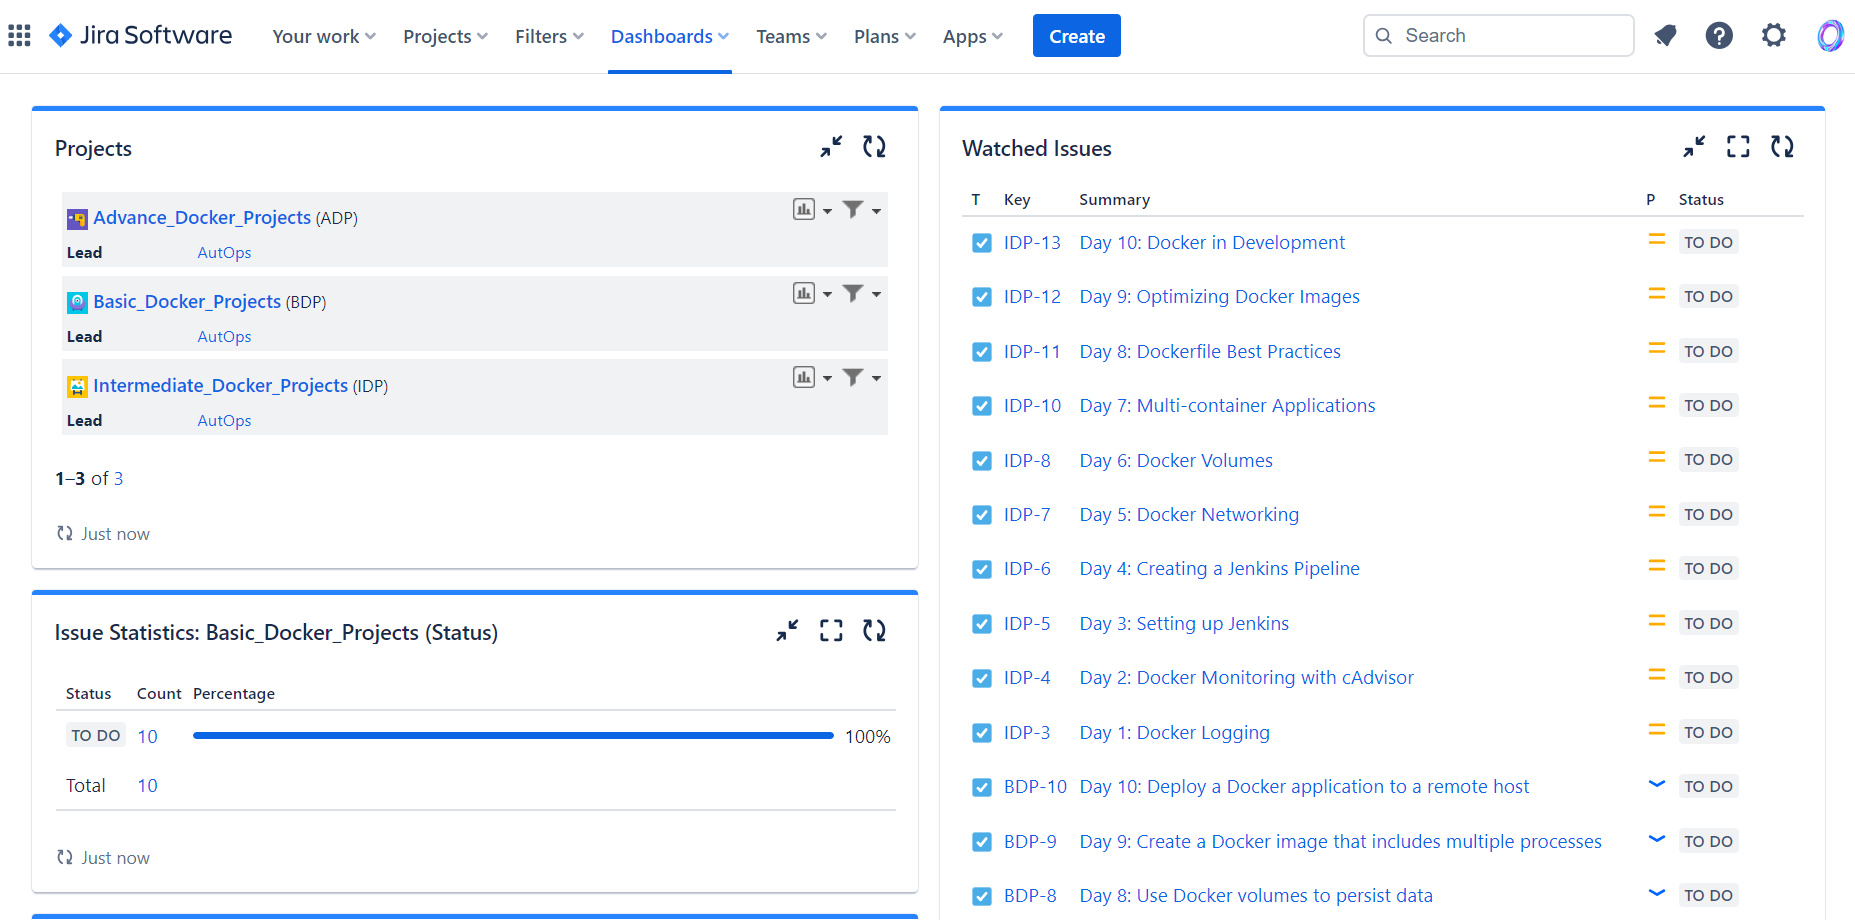 Jira Software Your work Projects Filters Dashboards Teams Plans Apps Create Search
Projects
Advance_Docker_Projects (ADP)
Lead AutOps
Basic_Docker_Projects (BDP)
Lead AutOps
Intermediate_Docker_Projects (IDP)
Lead AutOps
1–3 of 3
Just now
Issue Statistics: Basic_Docker_Projects (Status)
Status Count Percentage
TO DO 10 100%
Total 10
Just now
Watched Issues
T Key Summary P Status
IDP-13 Day 10: Docker in Development TO DO
IDP-12 Day 9: Optimizing Docker Images TO DO
IDP-11 Day 8: Dockerfile Best Practices TO DO
IDP-10 Day 7: Multi-container Applications TO DO
IDP-8 Day 6: Docker Volumes TO DO
IDP-7 Day 5: Docker Networking TO DO
IDP-6 Day 4: Creating a Jenkins Pipeline TO DO
IDP-5 Day 3: Setting up Jenkins TO DO
IDP-4 Day 2: Docker Monitoring with cAdvisor TO DO
IDP-3 Day 1: Docker Logging TO DO
BDP-10 Day 10: Deploy a Docker application to a remote host TO DO
BDP-9 Day 9: Create a Docker image that includes multiple processes TO DO
BDP-8 Day 8: Use Docker volumes to persist data TO DO